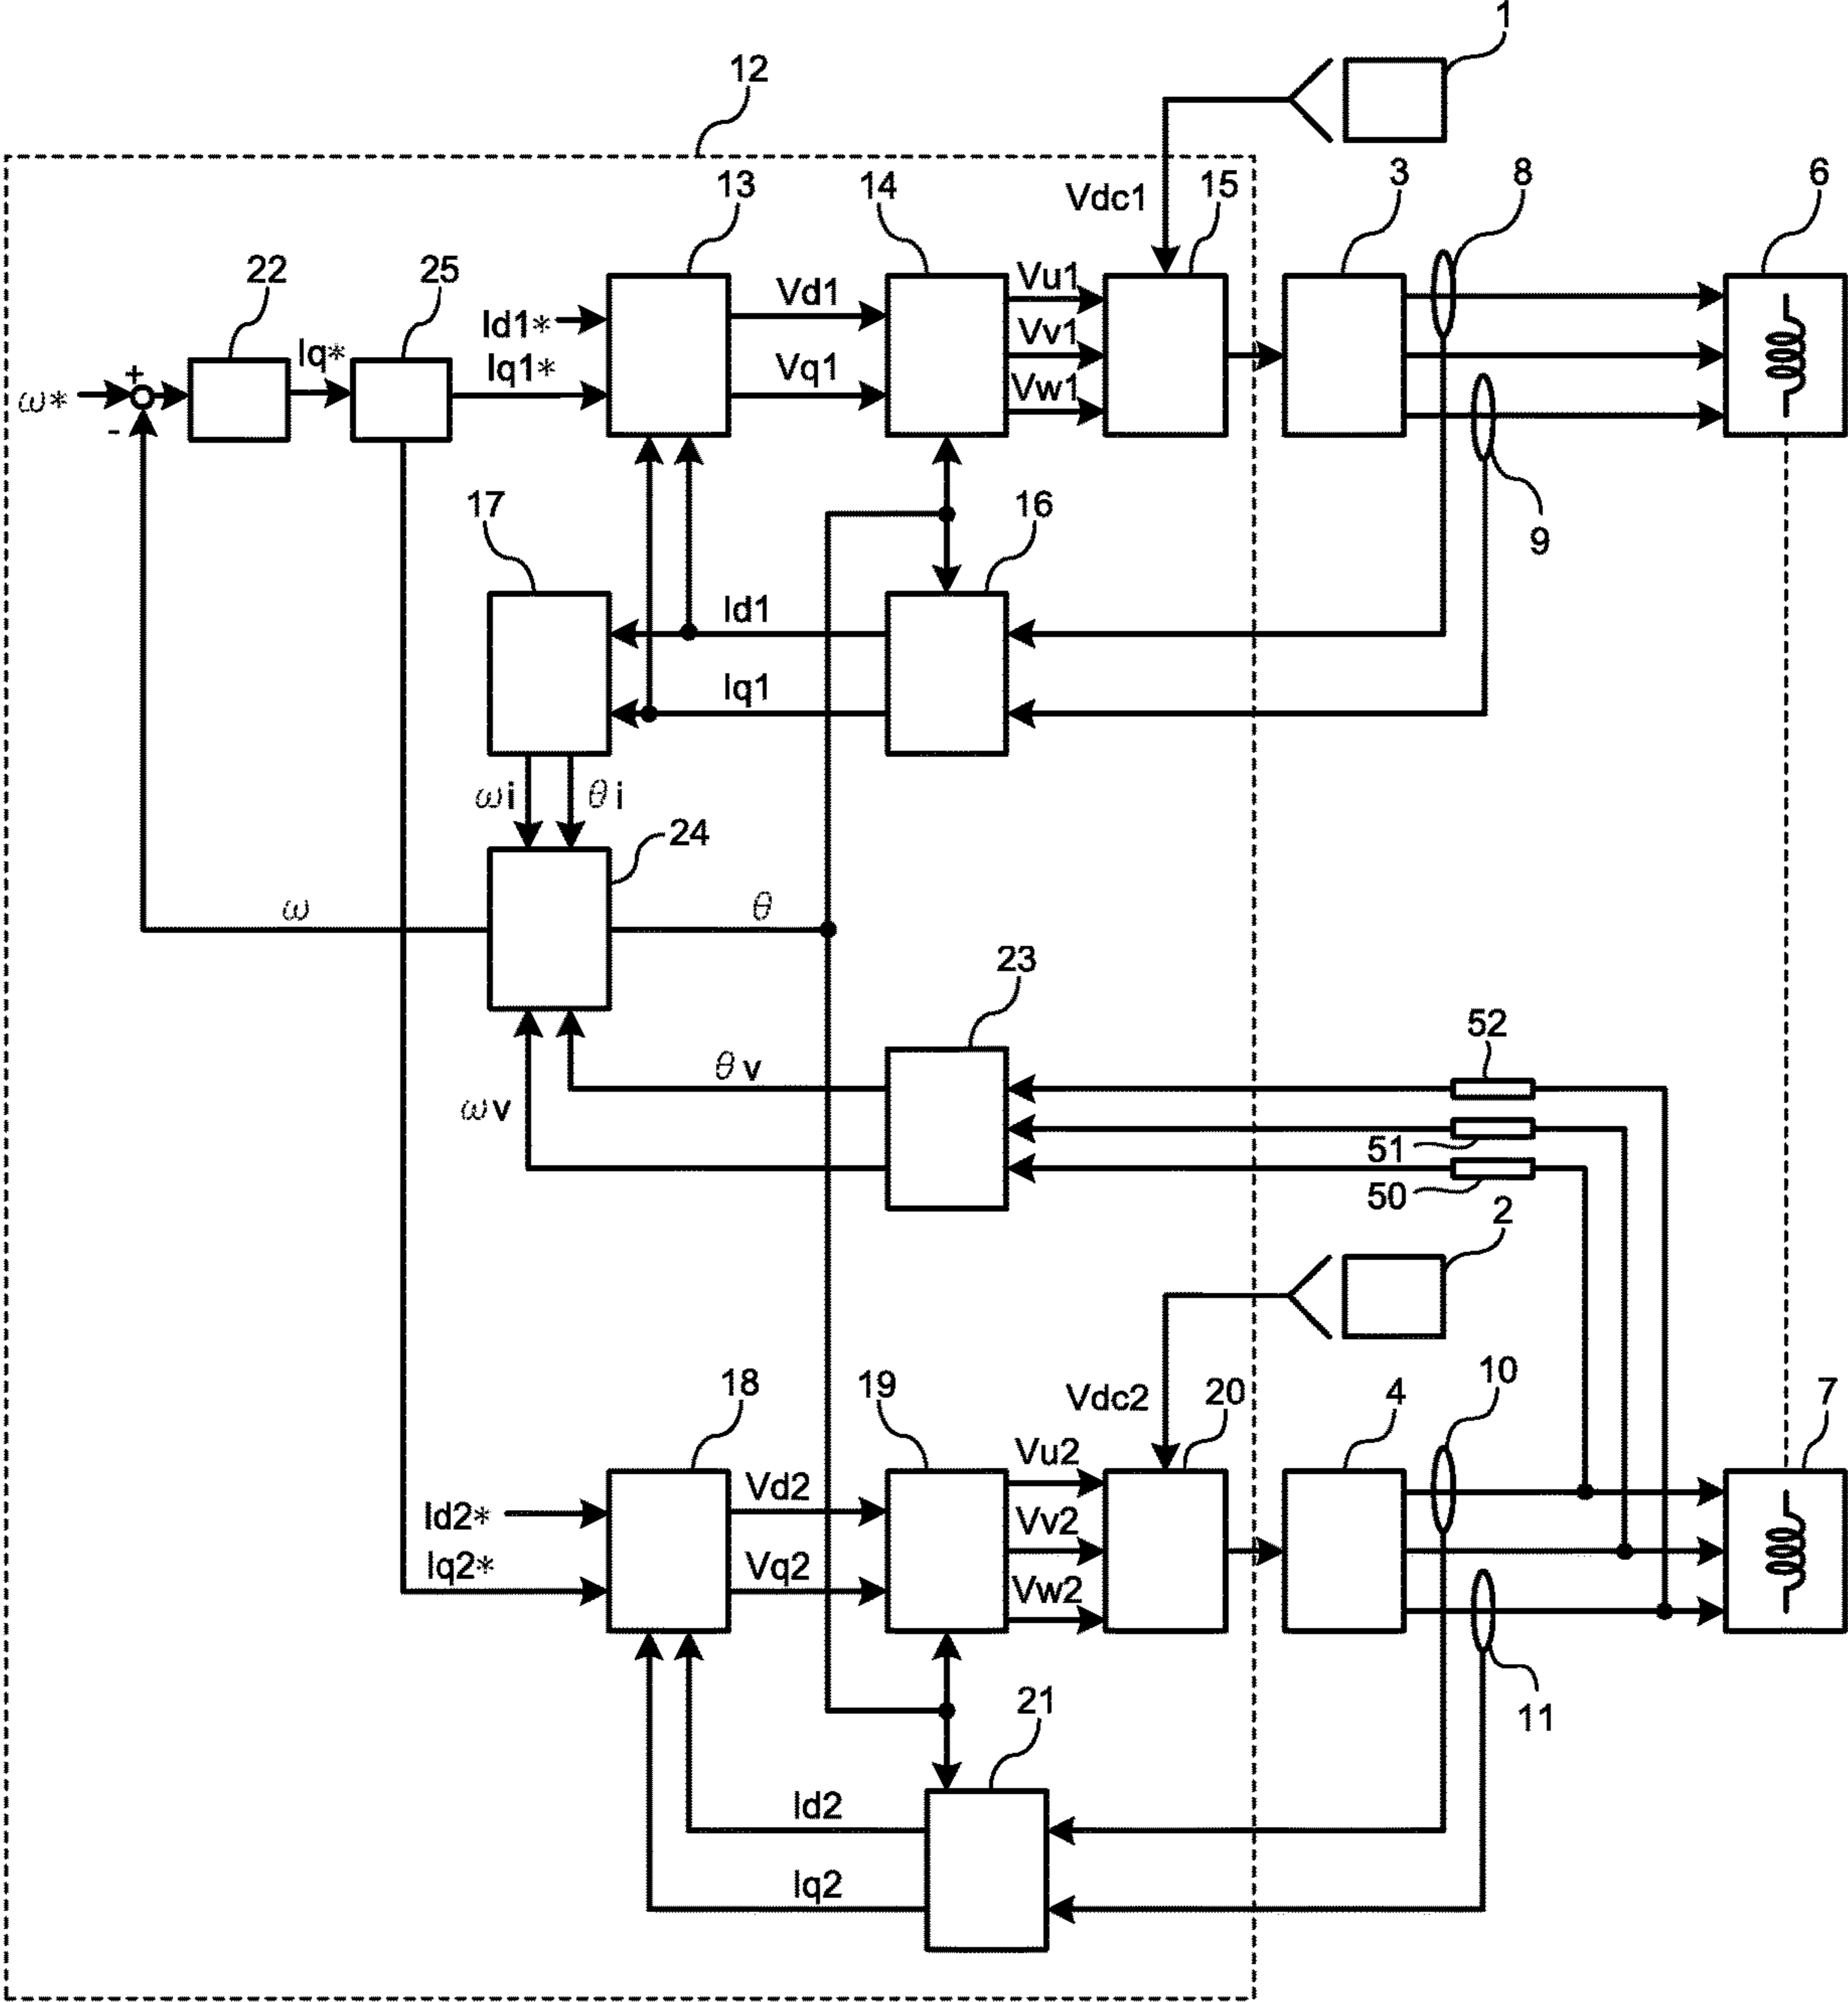 1
12
13
14
Vdc1
15
3
8
6
22
25
Id1*
Vd1
Vu1
ω*
+
-
Iq*
Iq1*
Vq1
Vv1
Vw1
17
16
9
Id1
Iq1
ωi
θi
24
ω
θ
23
θv
ωv
52
51
50
2
18
19
Vdc2
20
4
10
7
Id2*
Vd2
Vu2
Iq2*
Vq2
Vv2
Vw2
21
11
Id2
Iq2